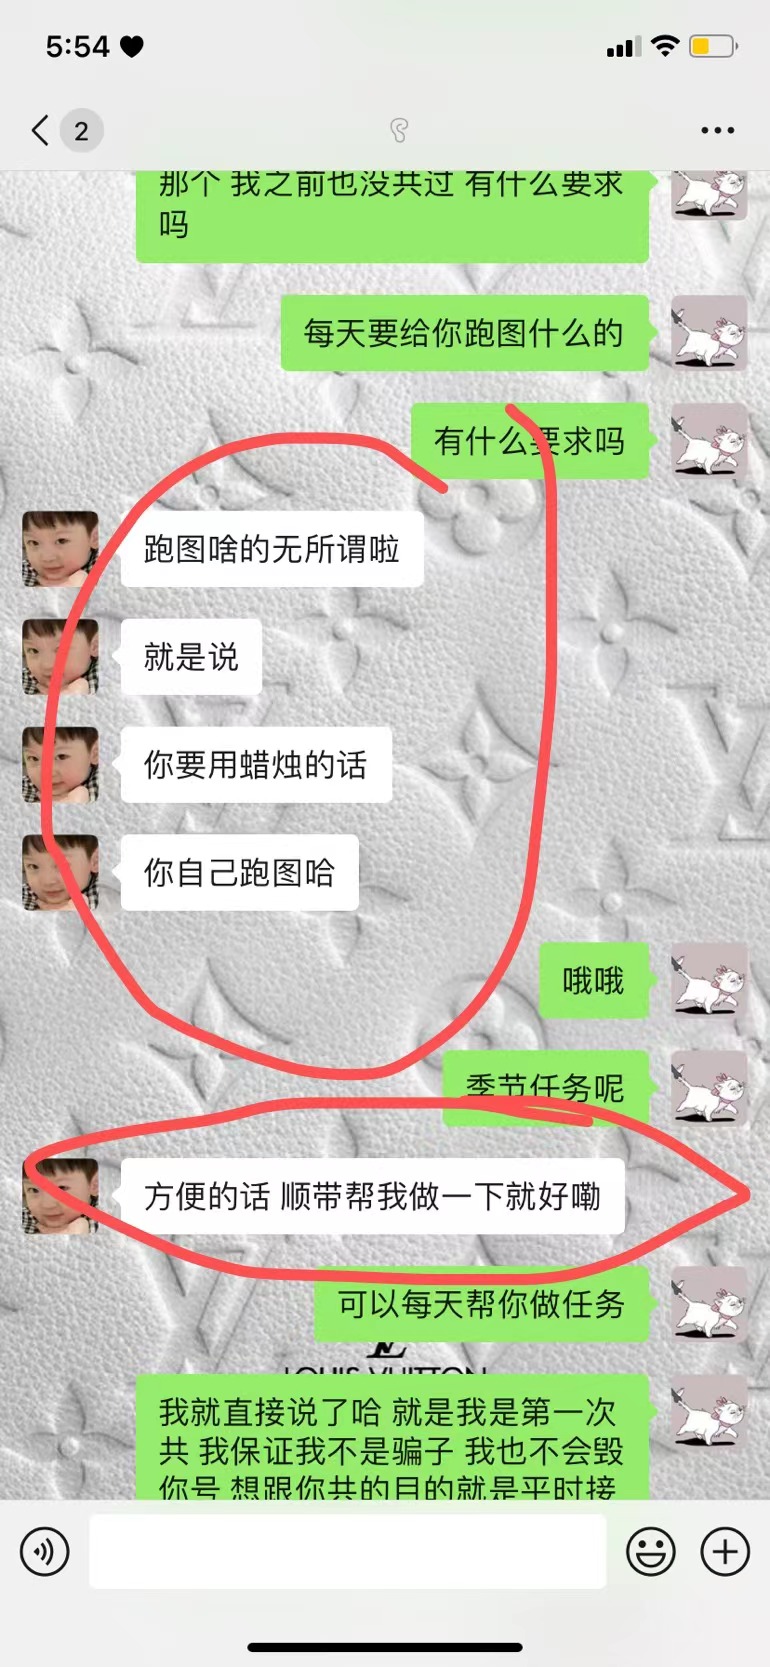 5:54
2
那个 我之前也没共过 有什么要求
吗
每天要给你跑图什么的
有什么要求吗
跑图啥的无所谓啦
就是说
你要用蜡烛的话
你自己跑图哈
哦哦
季节任务呢
方便的话 顺带帮我做一下就好嘞
可以每天帮你做任务
LOUIS VUITTON
我就直接说了哈 就是我是第一次
共 我保证我不是骗子 我也不会毁
你号 想跟你共的目的就是平时接